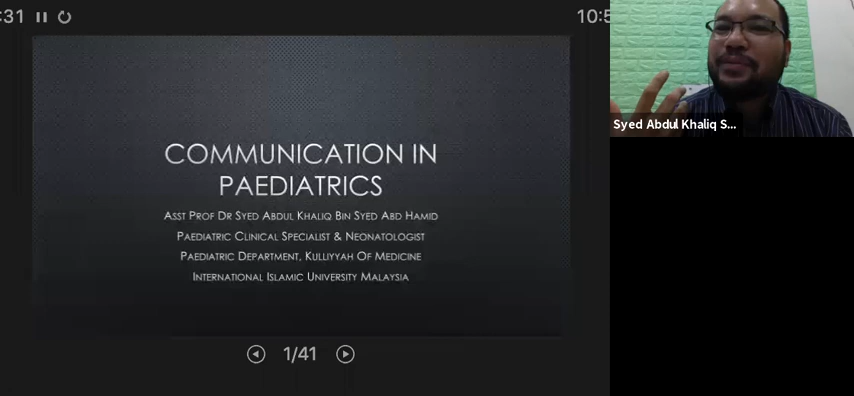 :31
10:5
COMMUNICATION IN
PAEDIATRICS
ASST PROF DR SYED ABDUL KHALIQ BIN SYED ABD HAMID
PAEDIATRIC CLINICAL SPECIALIST & NEONATOLOGIST
PAEDIATRIC DEPARTMENT, KULLIYYAH OF MEDICINE
INTERNATIONAL ISLAMIC UNIVERSITY MALAYSIA
1/41
Syed Abdul Khaliq S...